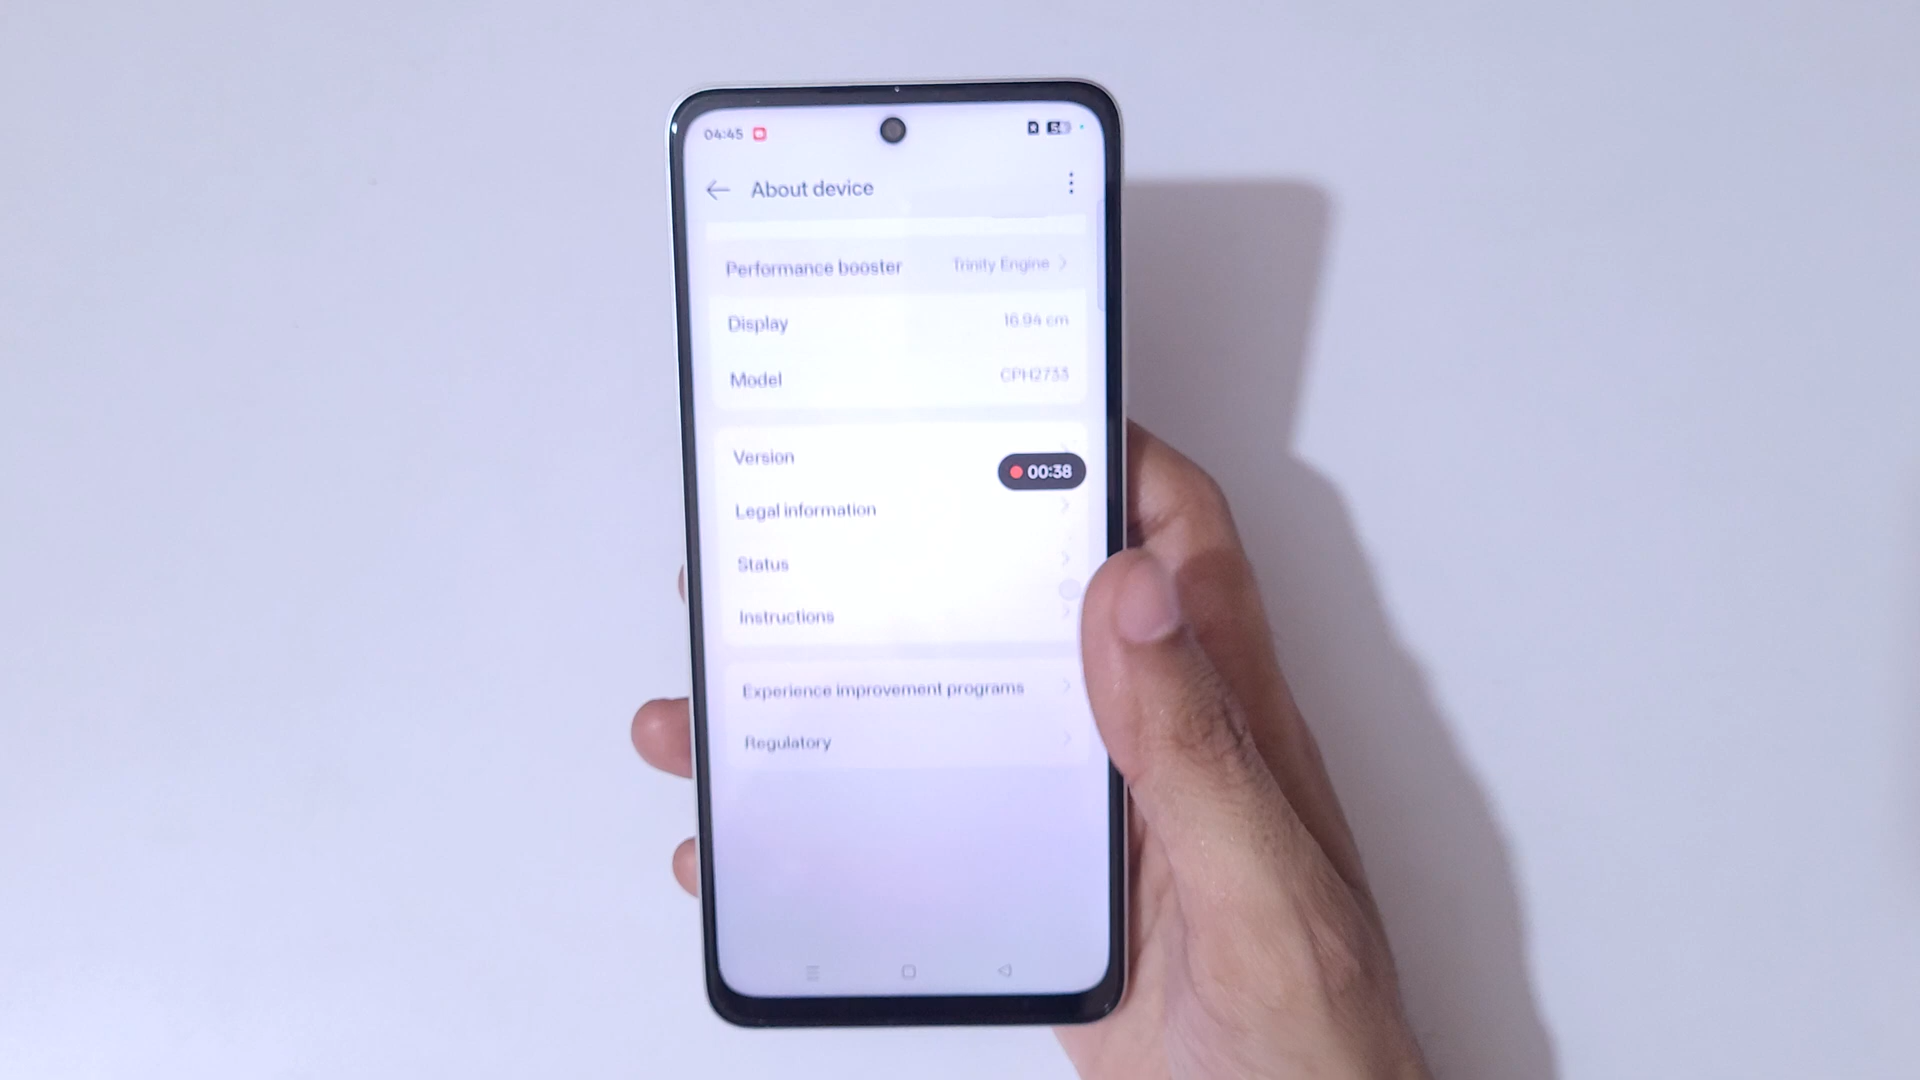 04:45
About device
Performance booster Trinity Engine
Display 16.94 cm
Model CPH2733
Version
00:38
Legal information
Status
Instructions
Experience improvement programs
Regulatory